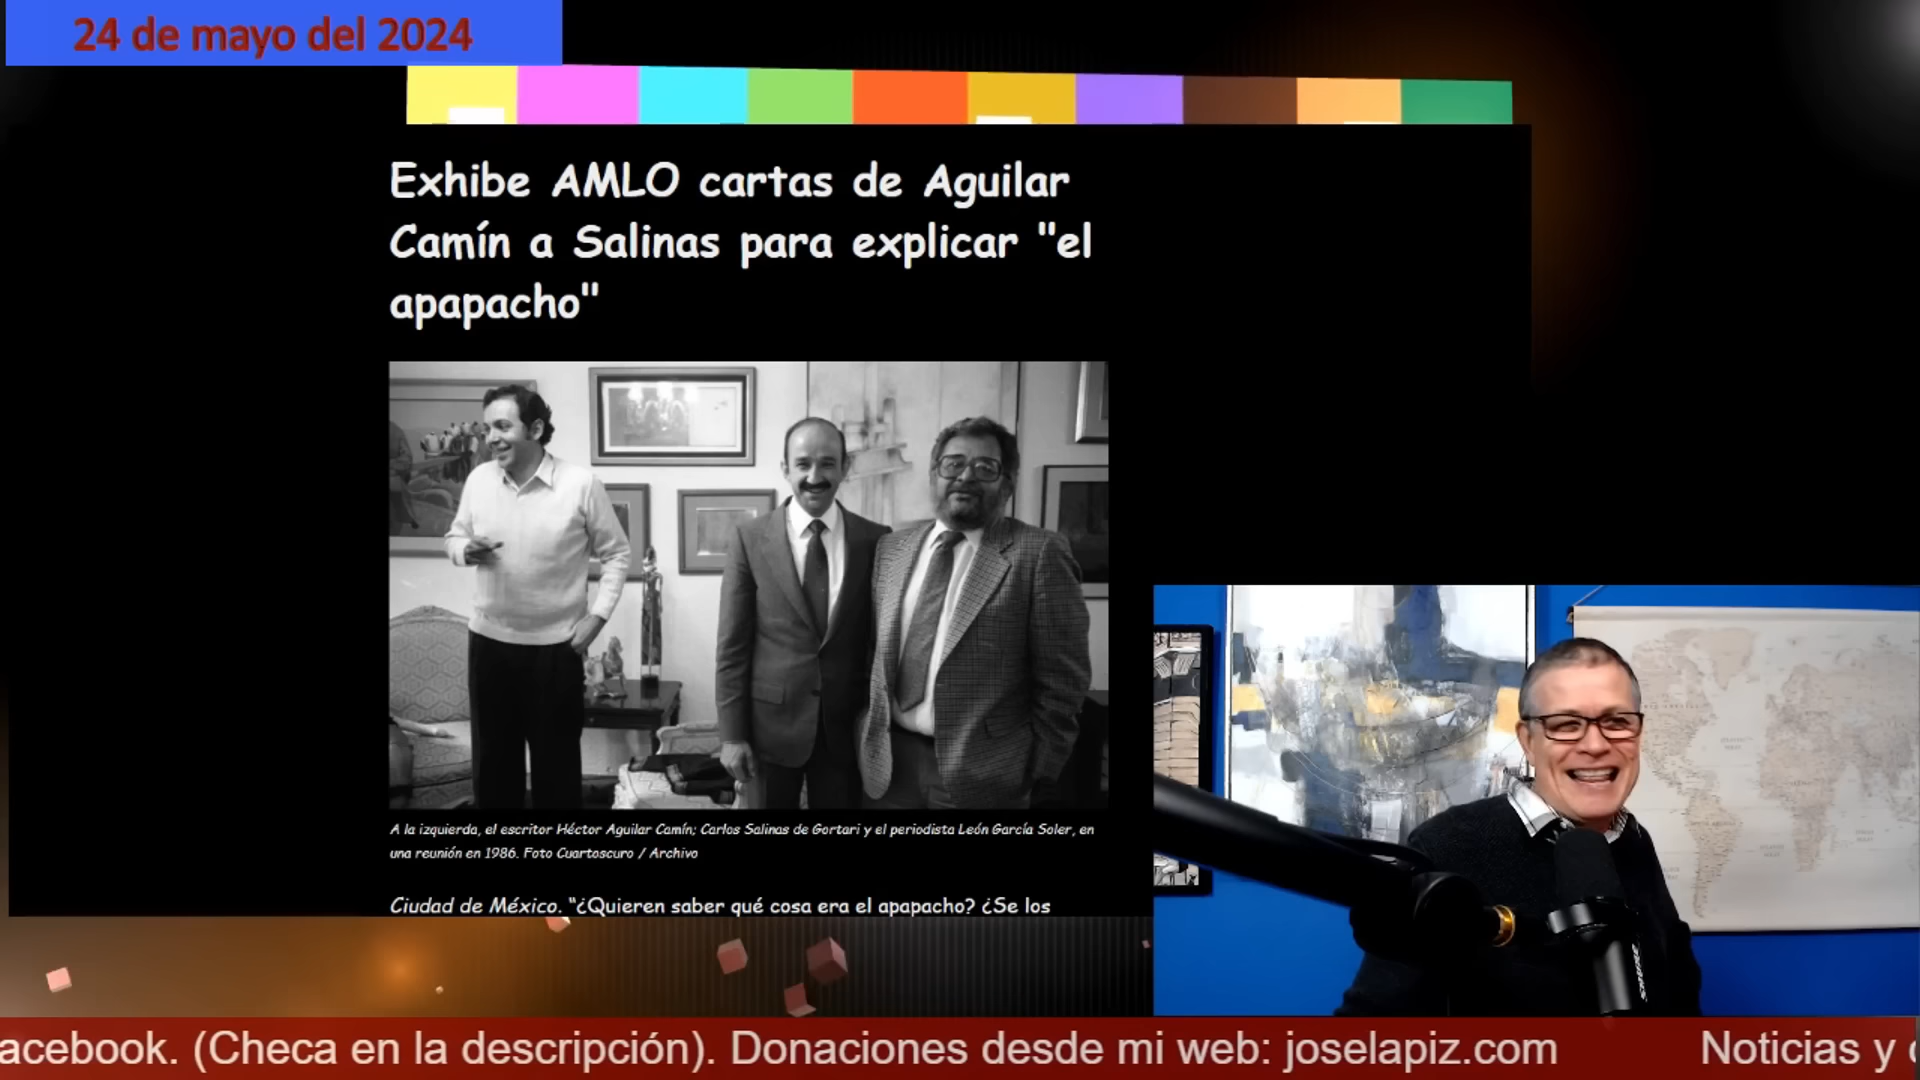 24 de mayo del 2024
Exhibe AMLO cartas de Aguilar
Camín a Salinas para explicar "el
apapacho"
A la izquierda, el escritor Héctor Aguilar Camín; Carlos Salinas de Gortari y el periodista León García Soler, en
una reunión en 1986. Foto Cuartoscuro / Archivo
Ciudad de México. "¿Quieren saber qué cosa era el apapacho? ¿Se los
acebook. (Checa en la descripción). Donaciones desde mi web: joselapiz.com Noticias y